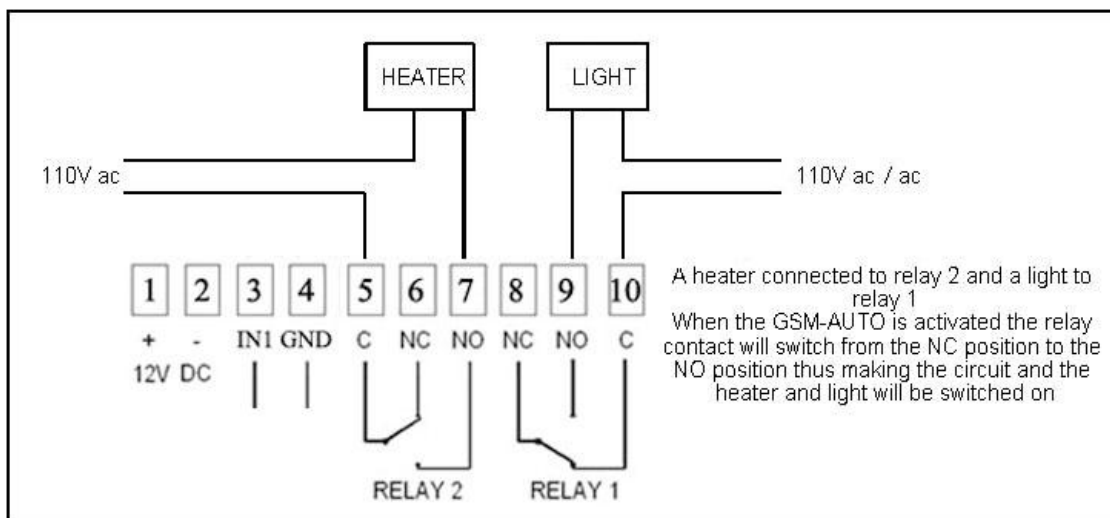 HEATER
LIGHT
110V ac
110V ac / ac
1 2 3 4 5 6 7 8 9 10
+ - IN1 GND C NC NO NC NO C
12V DC
A heater connected to relay 2 and a light to
relay 1
When the GSM-AUTO is activated the relay
contact will switch from the NC position to the
NO position thus making the circuit and the
heater and light will be switched on
RELAY 2
RELAY 1